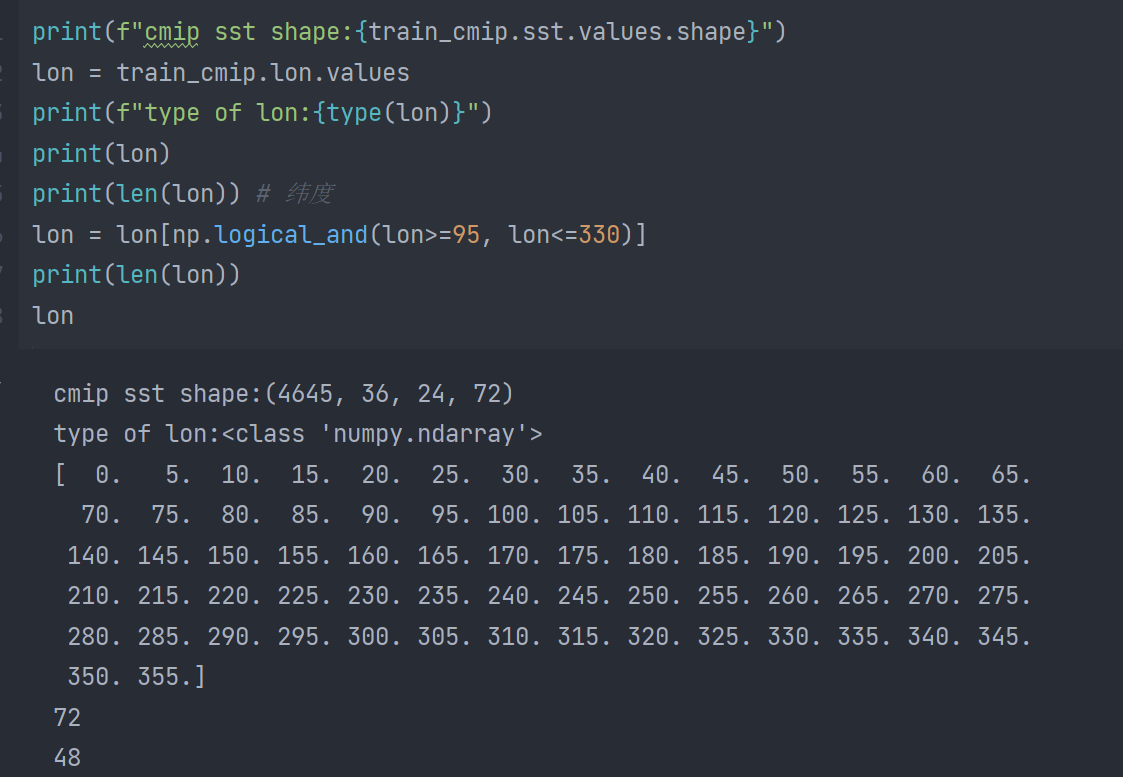 print(f"cmip sst shape:{train_cmip.sst.values.shape}")
lon = train_cmip.lon.values
print(f"type of lon:{type(lon)}")
print(lon)
print(len(lon)) # 纬度
lon = lon[np.logical_and(lon>=95, lon<=330)]
print(len(lon))
lon
cmip sst shape:(4645, 36, 24, 72)
type of lon:<class 'numpy.ndarray'>
[  0.   5.  10.  15.  20.  25.  30.  35.  40.  45.  50.  55.  60.  65.
  70.  75.  80.  85.  90.  95. 100. 105. 110. 115. 120. 125. 130. 135.
 140. 145. 150. 155. 160. 165. 170. 175. 180. 185. 190. 195. 200. 205.
 210. 215. 220. 225. 230. 235. 240. 245. 250. 255. 260. 265. 270. 275.
 280. 285. 290. 295. 300. 305. 310. 315. 320. 325. 330. 335. 340. 345.
 350. 355.]
72
48